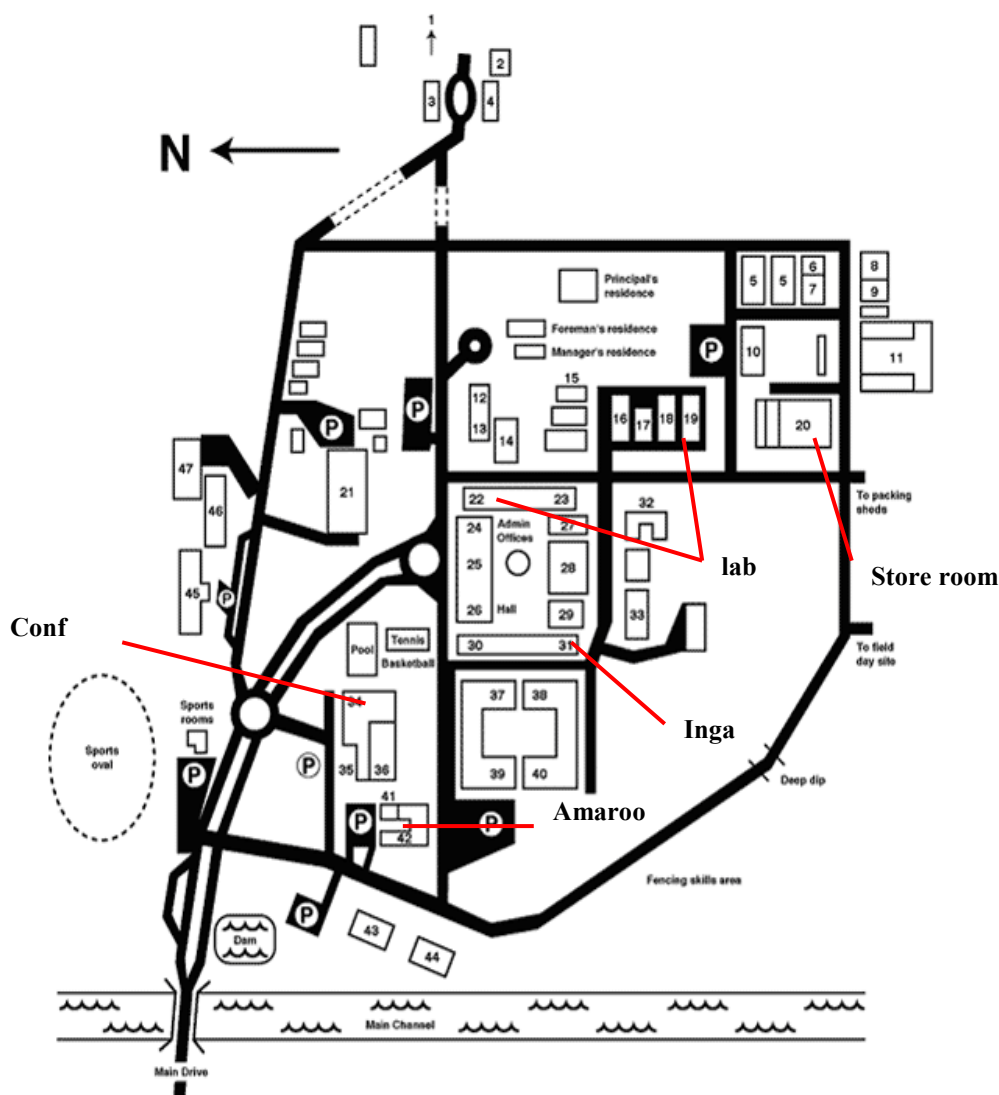 1
2
3
4
N
Principal's
residence
Foreman's residence
Manager's residence
5
5
6
7
8
9
10
11
P
P
P
12
13
14
15
16
17
18
19
20
21
22
23
24
Admin
Offices
25
26
Hall
27
28
29
30
31
32
33
47
46
45
P
To packing
sheds
lab
Store room
Conf
Pool
Tennis
Basketball
34
35
36
37
38
39
40
Inga
To field
day site
Sports
rooms
Sports
oval
P
P
41
42
P
P
Amaroo
Deep dip
Fencing skills area
P
Dam
43
44
Main Channel
Main Drive